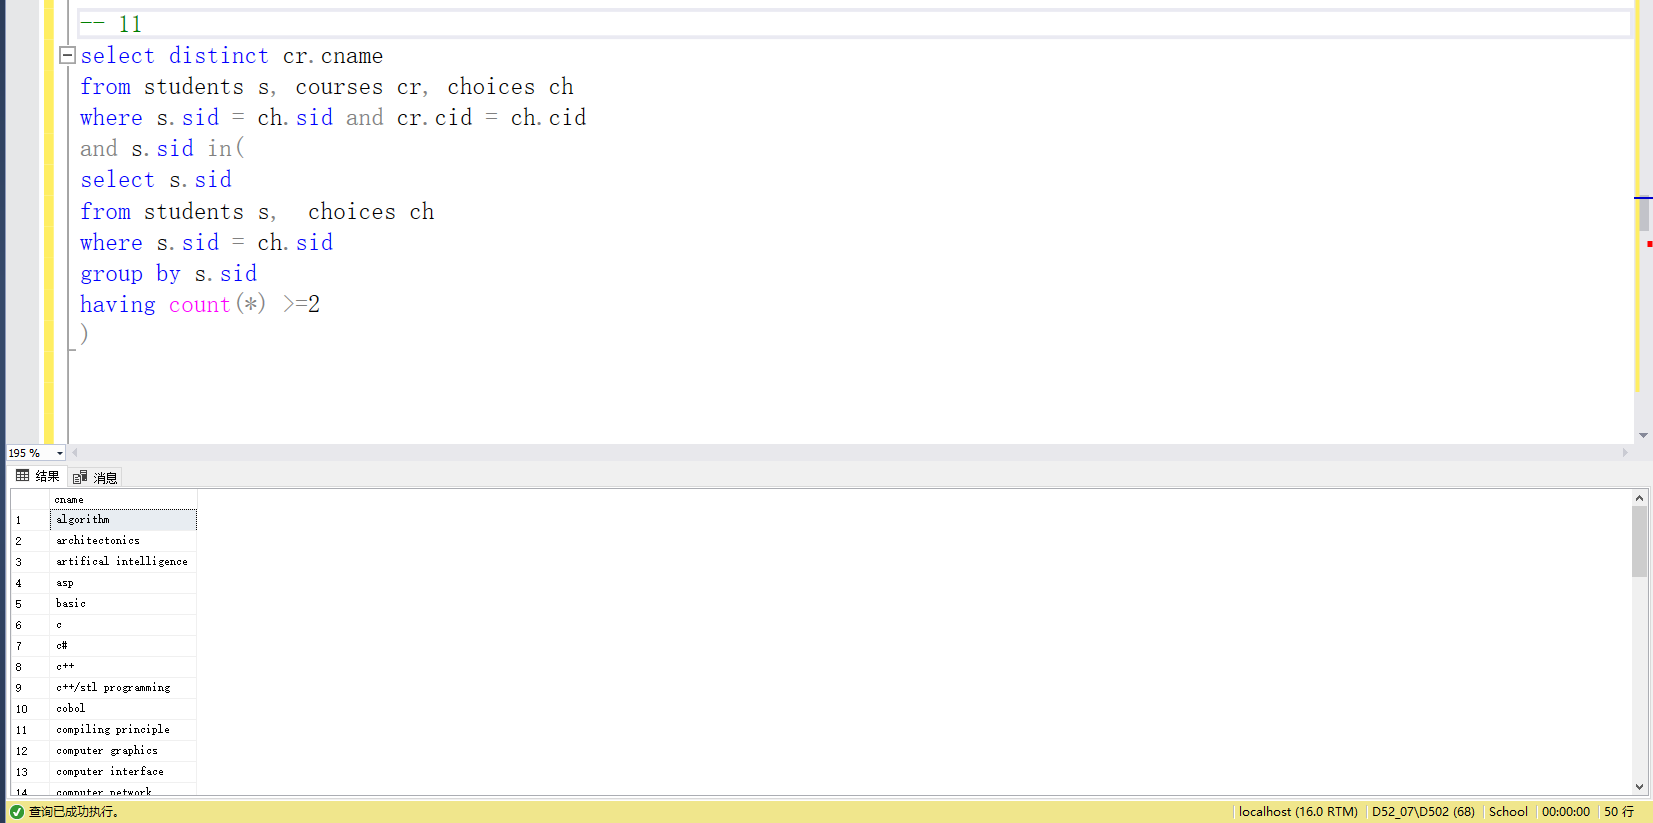 -- 11
select distinct cr.cname
from students s, courses cr, choices ch
where s.sid = ch.sid and cr.cid = ch.cid
and s.sid in(
select s.sid
from students s,  choices ch
where s.sid = ch.sid
group by s.sid
having count(*) >=2
)
195 %
结果 消息
cname
1 algorithm
2 architectonics
3 artifical intelligence
4 asp
5 basic
6 c
7 c#
8 c++
9 c++/stl programming
10 cobol
11 compiling principle
12 computer graphics
13 computer interface
14 computer network
查询已成功执行。 localhost (16.0 RTM) D52_07\D502 (68) School 00:00:00 50 行